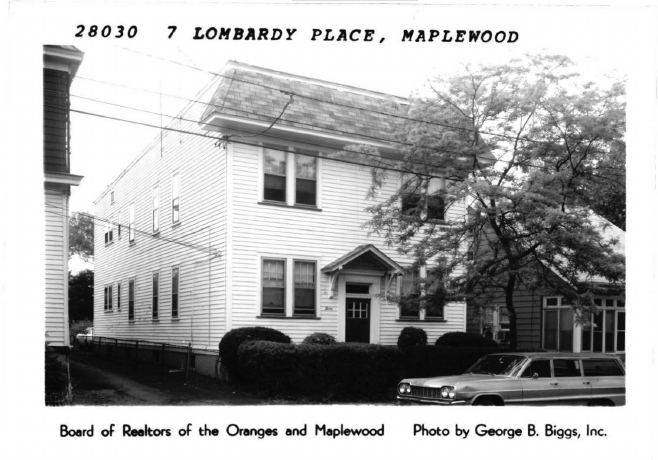 28030 7 LOMBARDY PLACE, MAPLEWOOD
Board of Realtors of the Oranges and Maplewood Photo by George B. Biggs, Inc.